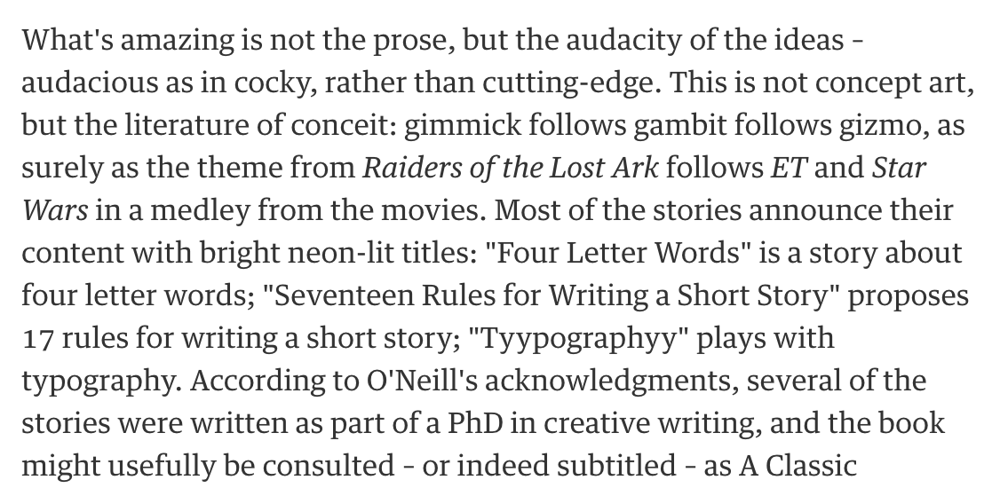 What's amazing is not the prose, but the audacity of the ideas –
audacious as in cocky, rather than cutting-edge. This is not concept art,
but the literature of conceit: gimmick follows gambit follows gizmo, as
surely as the theme from Raiders of the Lost Ark follows ET and Star
Wars in a medley from the movies. Most of the stories announce their
content with bright neon-lit titles: "Four Letter Words" is a story about
four letter words; "Seventeen Rules for Writing a Short Story" proposes
17 rules for writing a short story; "Tyypographyy" plays with
typography. According to O'Neill's acknowledgments, several of the
stories were written as part of a PhD in creative writing, and the book
might usefully be consulted – or indeed subtitled – as A Classic